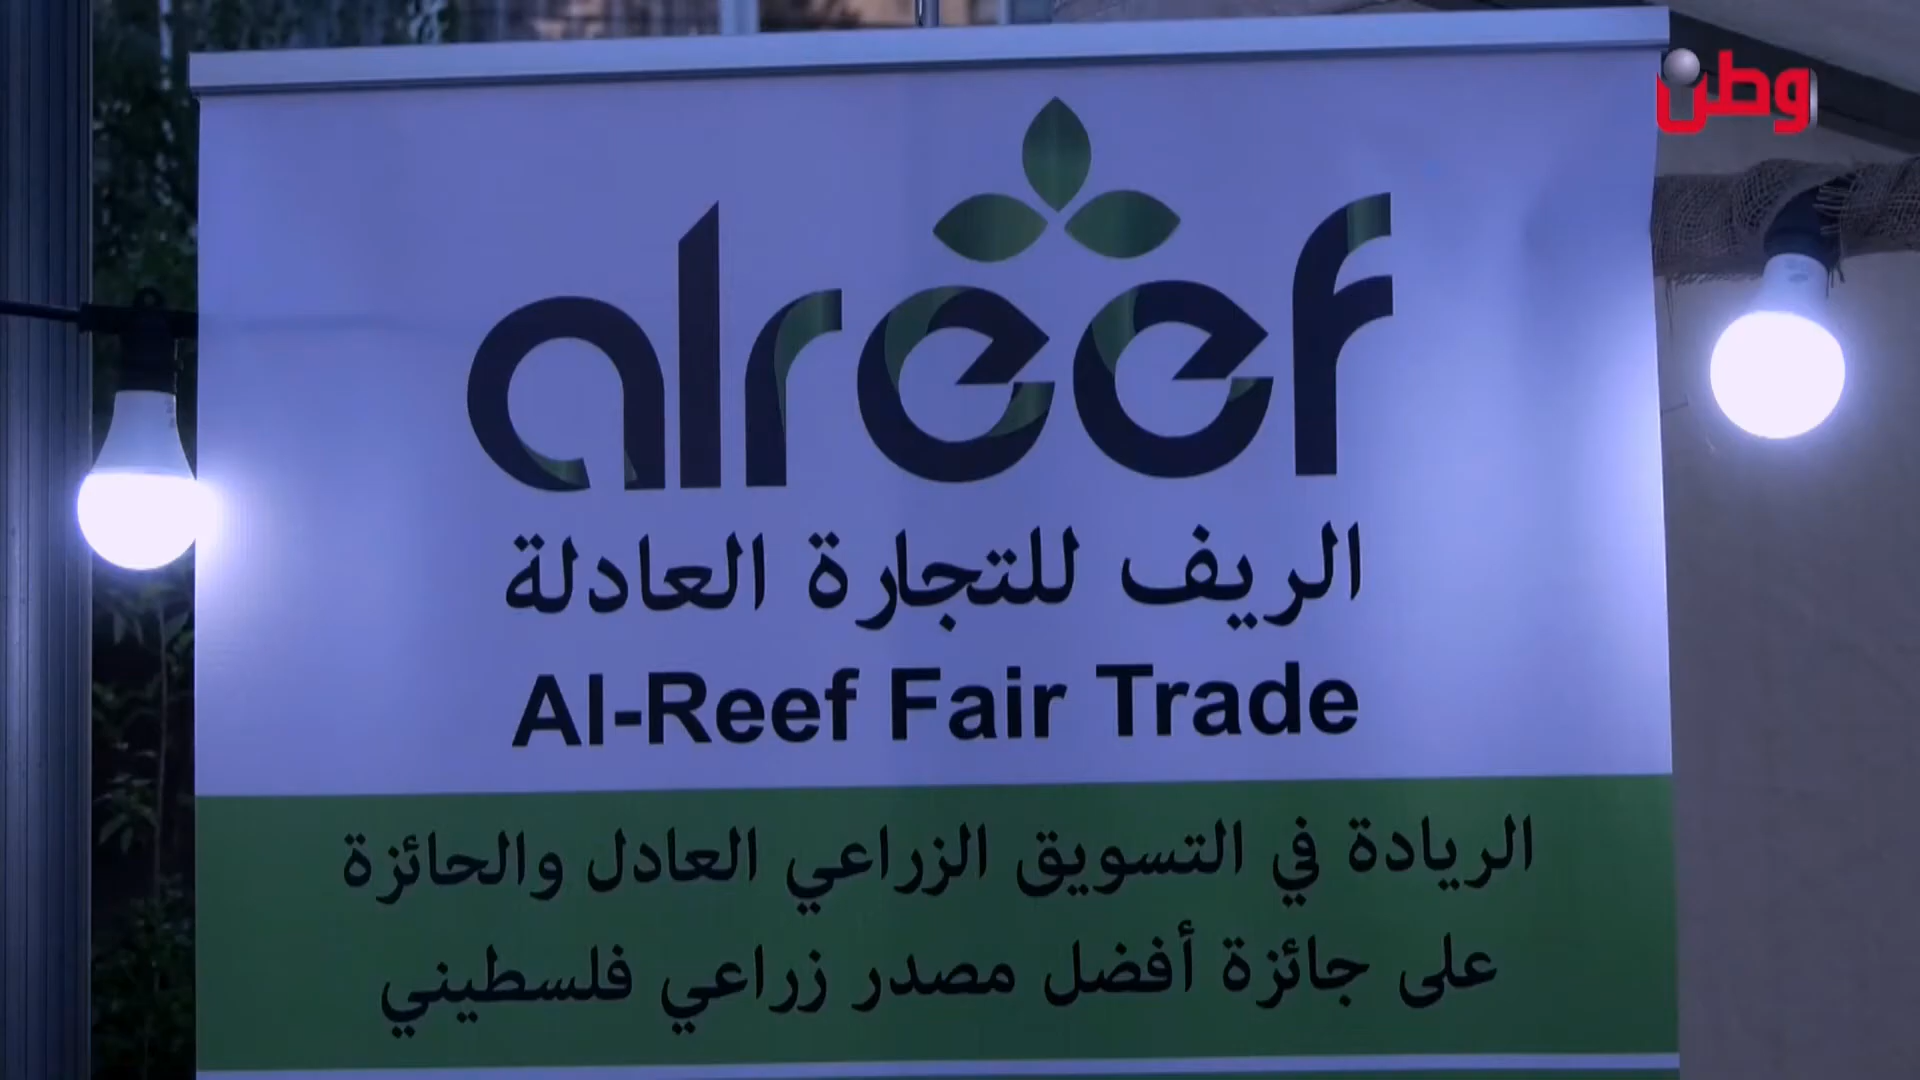 وطن
alreef
الريف للتجارة العادلة
Al-Reef Fair Trade
الريادة في التسويق الزراعي العادل والحائزة
على جائزة أفضل مصدر زراعي فلسطيني